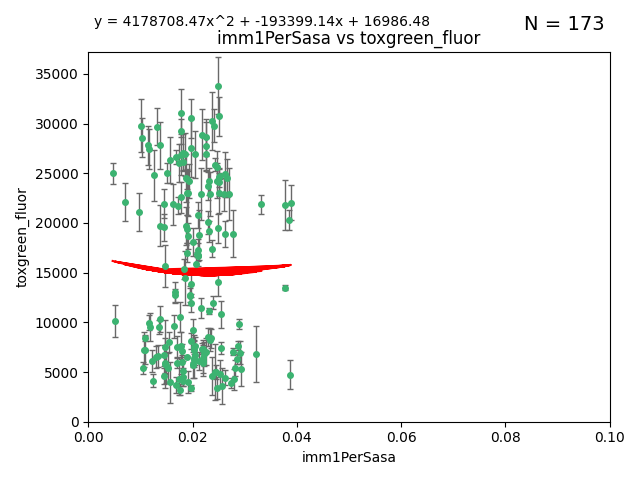 y = 4178708.47x^2 + -193399.14x + 16986.48
N = 173
imm1PerSasa vs toxgreen_fluor
toxgreen_fluor
35000
30000
25000
20000
15000
10000
5000
0
0.00 0.02 0.04 0.06 0.08 0.10
imm1PerSasa